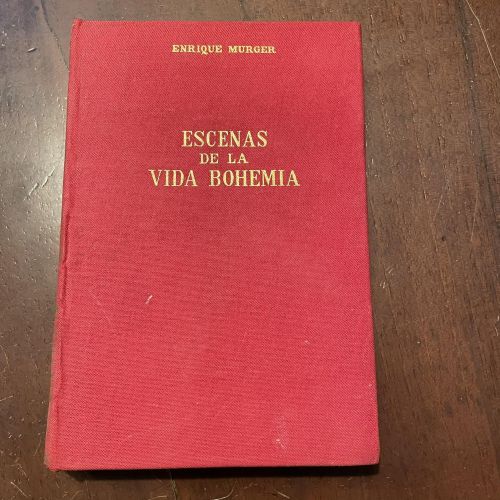 ENRIQUE MURGER
ESCENAS
DE LA
VIDA BOHEMIA